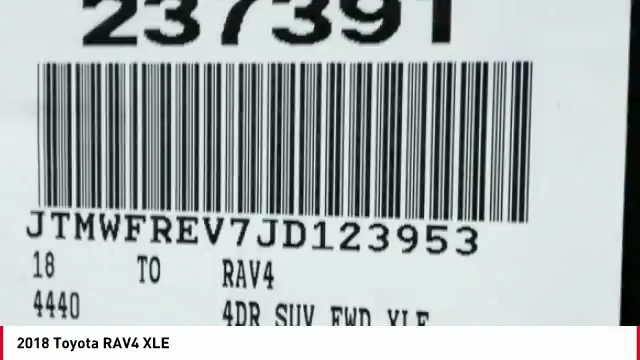 237391
JTMWFREV7JD123953
18 TO RAV4
4440 4DR SUV FWD XLE
2018 Toyota RAV4 XLE